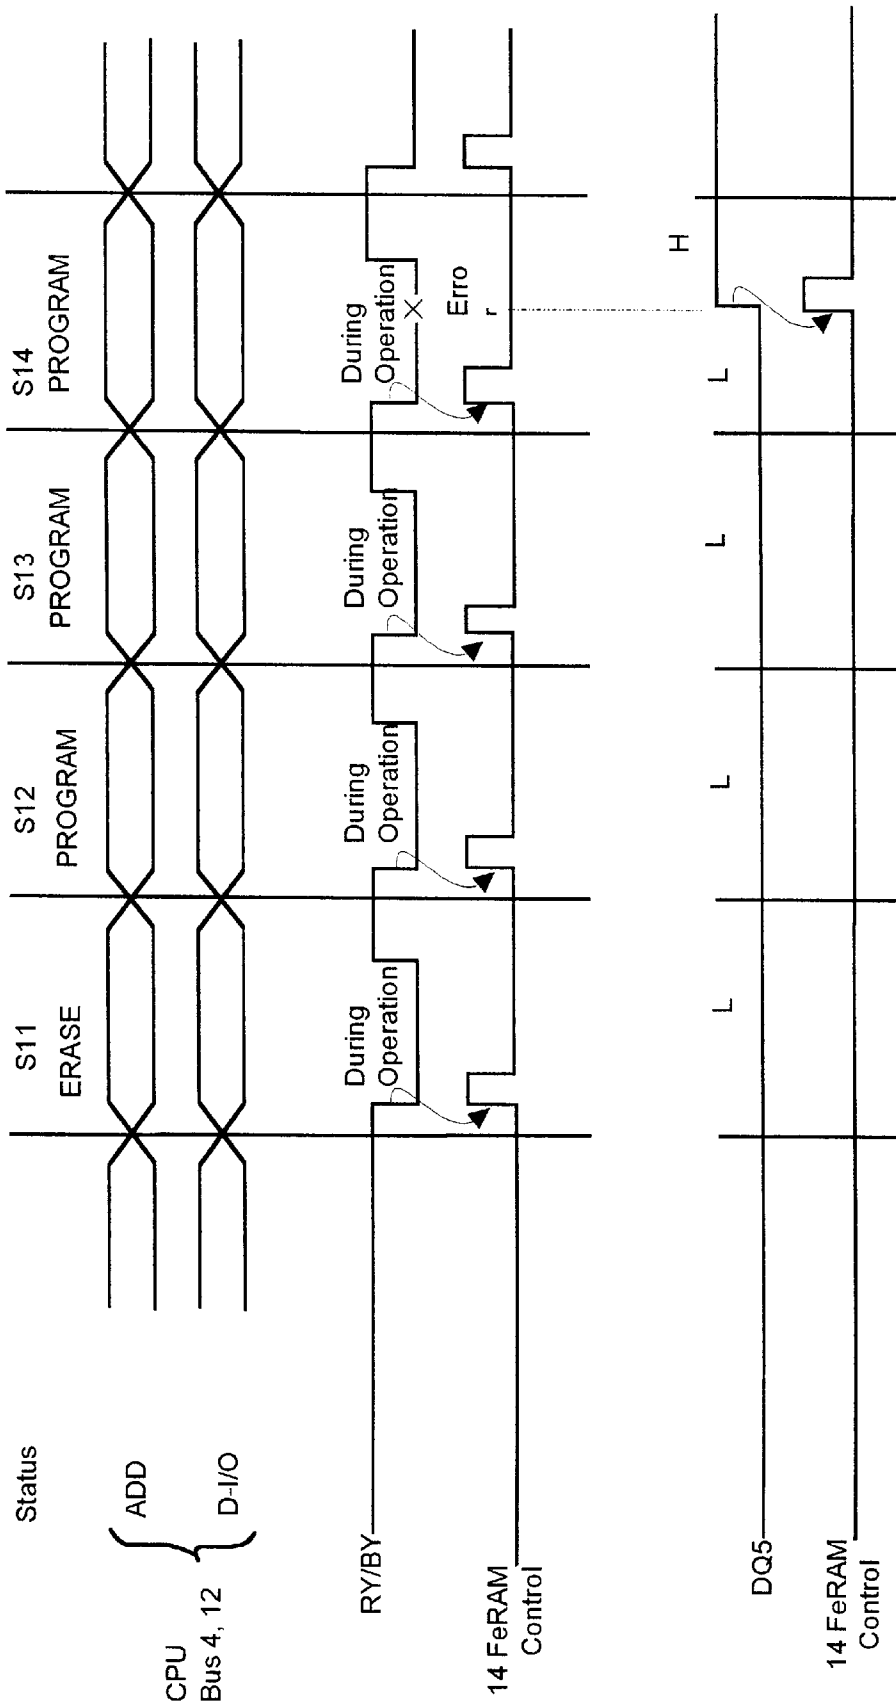 Status
S11
ERASE
S12
PROGRAM
S13
PROGRAM
S14
PROGRAM
CPU
Bus 4, 12
ADD
D-I/O
RY/BY
During
Operation
During
Operation
During
Operation
During
Operation
Erro
r
14 FeRAM
Control
DQ5
L
L
L
L
H
14 FeRAM
Control